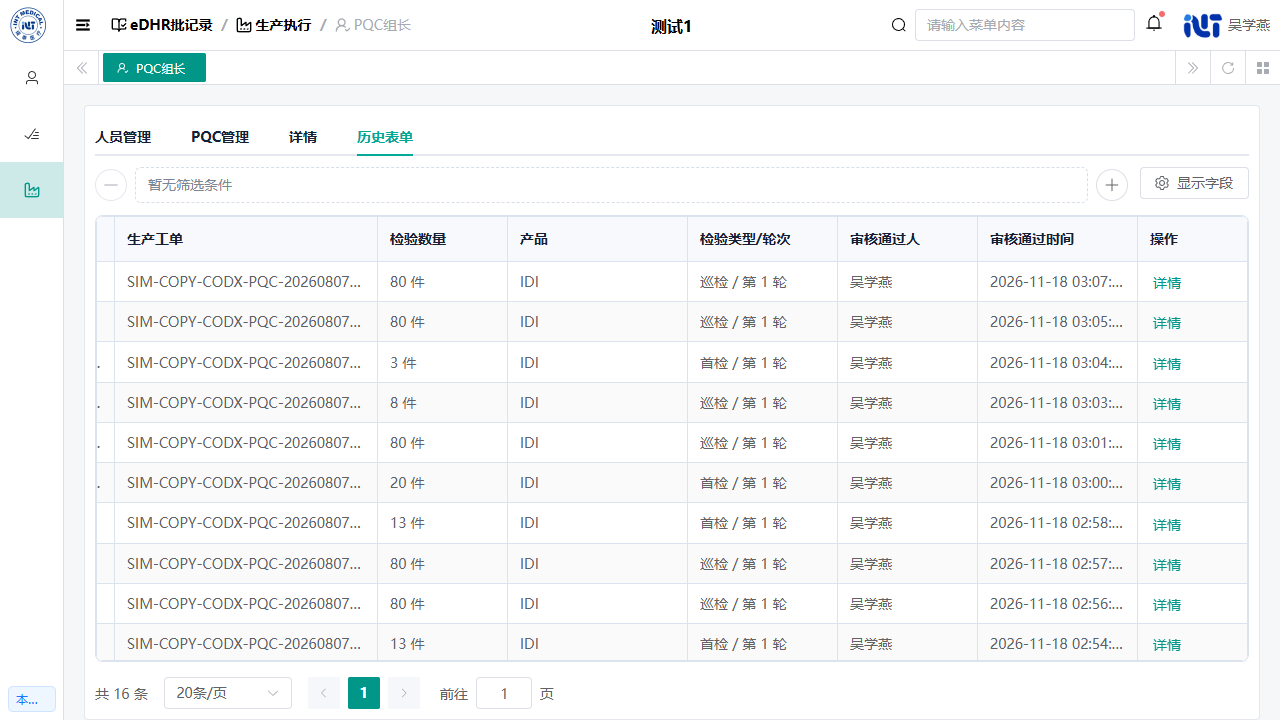 eDHR批记录 / 生产执行 / PQC组长
测试1
请输入菜单内容
吴学燕
PQC组长
人员管理 PQC管理 详情 历史表单
暂无筛选条件
显示字段
生产工单 检验数量 产品 检验类型/轮次 审核通过人 审核通过时间 操作
SIM-COPY-CODX-PQC-20260807... 80 件 IDI 巡检 / 第 1 轮 吴学燕 2026-11-18 03:07:... 详情
SIM-COPY-CODX-PQC-20260807... 80 件 IDI 巡检 / 第 1 轮 吴学燕 2026-11-18 03:05:... 详情
SIM-COPY-CODX-PQC-20260807... 3 件 IDI 首检 / 第 1 轮 吴学燕 2026-11-18 03:04:... 详情
SIM-COPY-CODX-PQC-20260807... 8 件 IDI 巡检 / 第 1 轮 吴学燕 2026-11-18 03:03:... 详情
SIM-COPY-CODX-PQC-20260807... 80 件 IDI 巡检 / 第 1 轮 吴学燕 2026-11-18 03:01:... 详情
SIM-COPY-CODX-PQC-20260807... 20 件 IDI 首检 / 第 1 轮 吴学燕 2026-11-18 03:00:... 详情
SIM-COPY-CODX-PQC-20260807... 13 件 IDI 首检 / 第 1 轮 吴学燕 2026-11-18 02:58:... 详情
SIM-COPY-CODX-PQC-20260807... 80 件 IDI 巡检 / 第 1 轮 吴学燕 2026-11-18 02:57:... 详情
SIM-COPY-CODX-PQC-20260807... 80 件 IDI 巡检 / 第 1 轮 吴学燕 2026-11-18 02:56:... 详情
SIM-COPY-CODX-PQC-20260807... 13 件 IDI 首检 / 第 1 轮 吴学燕 2026-11-18 02:54:... 详情
共 16 条 20条/页 1 前往 1 页
本...